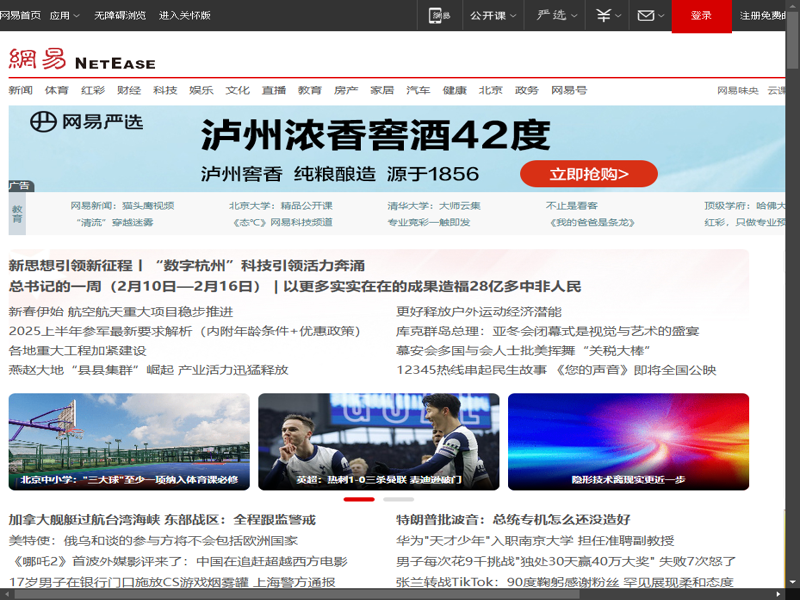 网易首页 应用 无障碍浏览 进入关怀版
網易 公开课 严选 登录 注册免费
網易 NETEASE
新闻 体育 红彩 财经 科技 娱乐 文化 直播 教育 房产 家居 汽车 健康 北京 政务 网易号 网易味央 云课
网易严选
泸州浓香窖酒42度
泸州窖香 纯粮酿造 源于1856
立即抢购>
广告
教育
网易新闻：猫头鹰视频 北京大学：精品公开课 清华大学：大师云集 不止是看客 顶级学府：哈佛大
“清流”穿越迷雾 《态℃》网易科技频道 专业竞彩一触即发 《我的爸爸是条龙》 红彩，只做专业预
新思想引领新征程丨 “数字杭州”科技引领活力奔涌
总书记的一周（2月10日—2月16日） | 以更多实实在在的成果造福28亿多中非人民
新春伊始 航空航天重大项目稳步推进
2025上半年参军最新要求解析（内附年龄条件+优惠政策）
各地重大工程加紧建设
燕赵大地“县县集群”崛起 产业活力迅猛释放
更好释放户外运动经济潜能
库克群岛总理：亚冬会闭幕式是视觉与艺术的盛宴
慕安会多国与会人士批美挥舞“关税大棒”
12345热线串起民生故事 《您的声音》即将全国公映
北京中小学："三大球"至少一项纳入体育课必修
英超：热刺1-0三杀曼联 麦迪逊破门
隐形技术离现实更近一步
加拿大舰艇过航台湾海峡 东部战区：全程跟监警戒
美特使：俄乌和谈的参与方将不会包括欧洲国家
《哪吒2》首波外媒影评来了：中国在追赶超越西方电影
17岁男子在银行门口施放CS游戏烟雾罐 上海警方通报
特朗普批波音：总统专机怎么还没造好
华为"天才少年"入职南京大学 担任准聘副教授
男子每次花9千挑战"独处30天赢40万大奖" 失败7次怒了
张兰转战TikTok：90度鞠躬感谢粉丝 罕见展现柔和态度